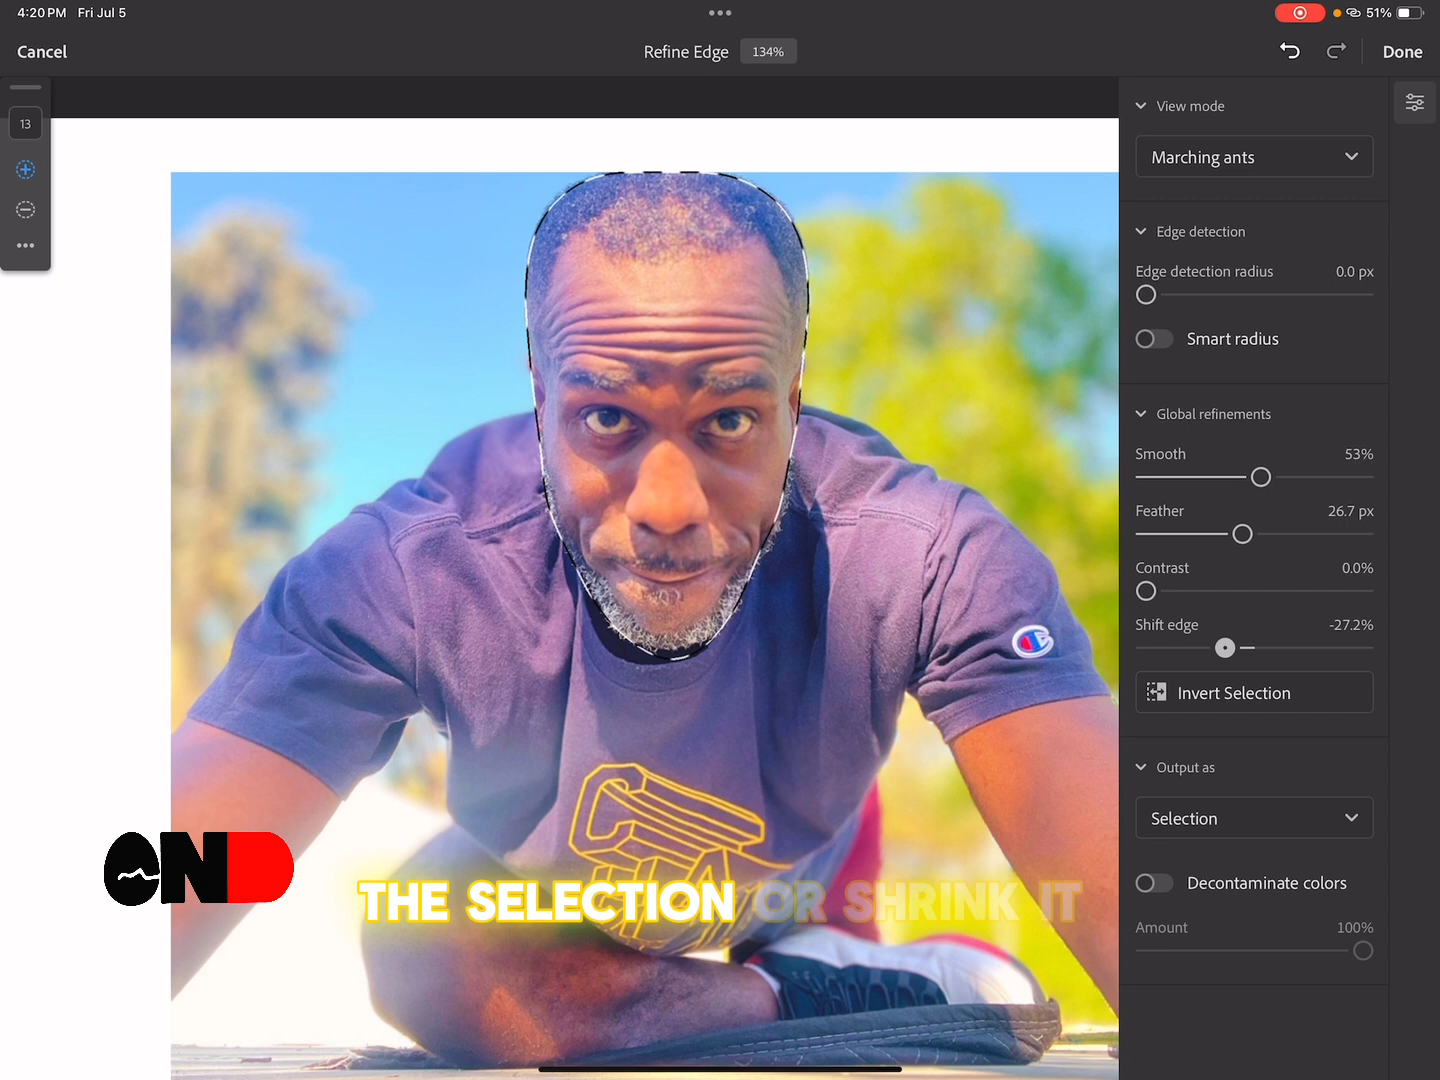 4:20 PM Fri Jul 5
51%
Cancel
Refine Edge 134%
Done
13
View mode
Marching ants
Edge detection
Edge detection radius 0.0 px
Smart radius
Global refinements
Smooth 53%
Feather 26.7 px
Contrast 0.0%
Shift edge -27.2%
Invert Selection
Output as
Selection
Decontaminate colors
Amount 100%
OND
THE SELECTION OR SHRINK IT